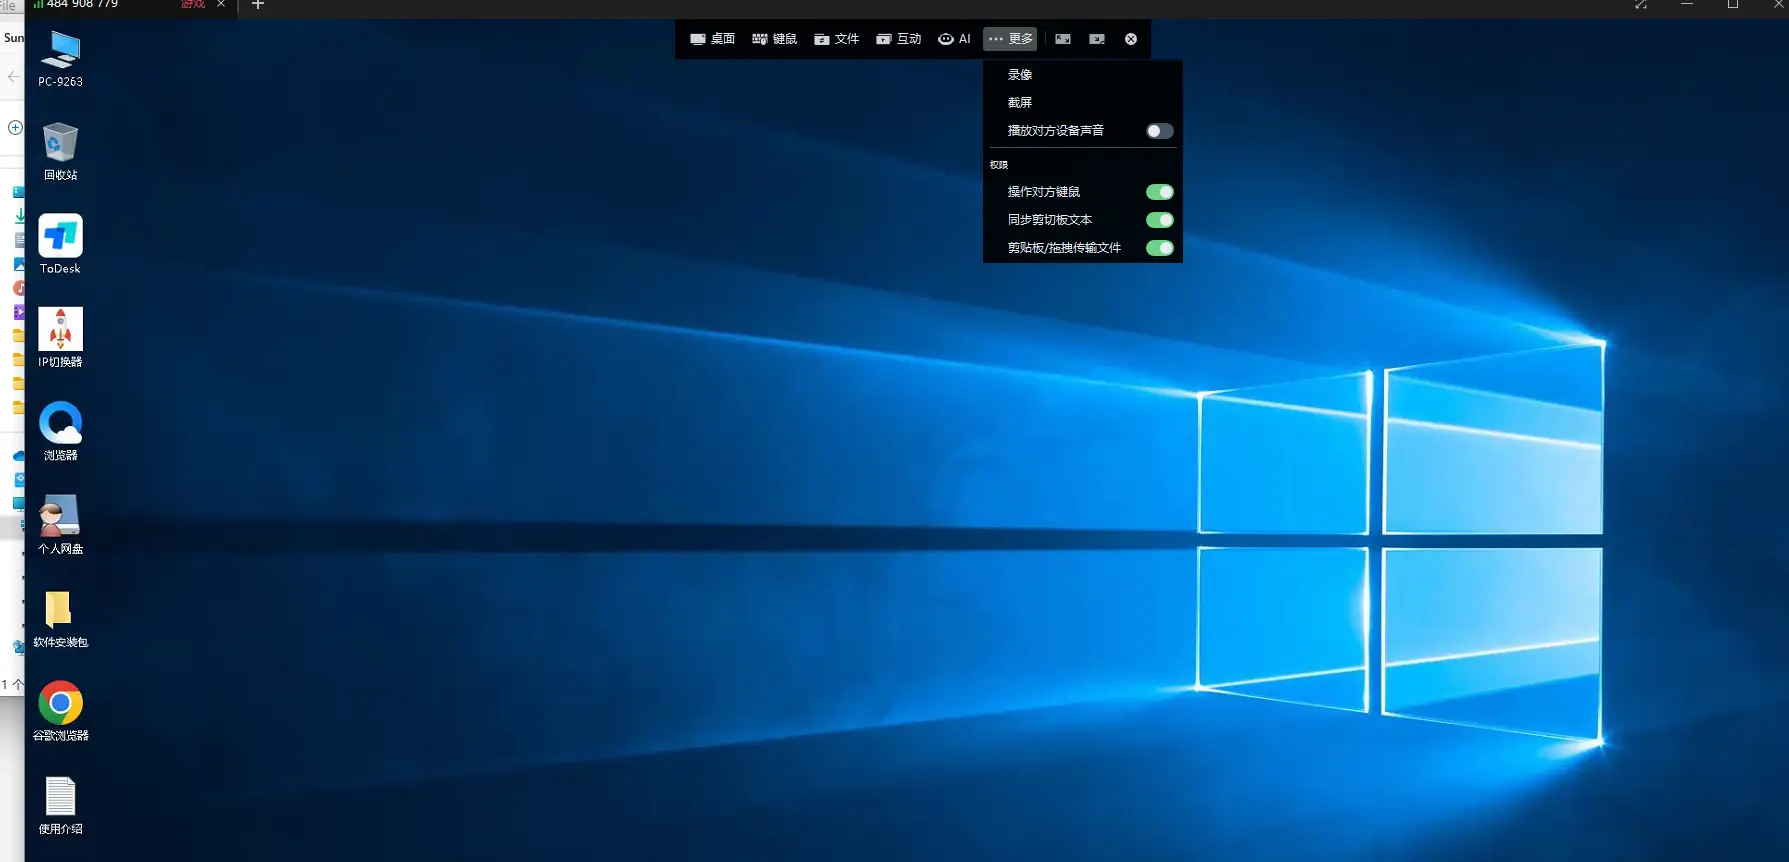 File
484 908 779
游戏
Sun
桌面
键鼠
文件
互动
AI
更多
录像
截屏
播放对方设备声音
权限
操作对方键鼠
同步剪切板文本
剪贴板/拖拽传输文件
PC-9263
回收站
ToDesk
IP切换器
浏览器
个人网盘
软件安装包
谷歌浏览器
使用介绍
1 个